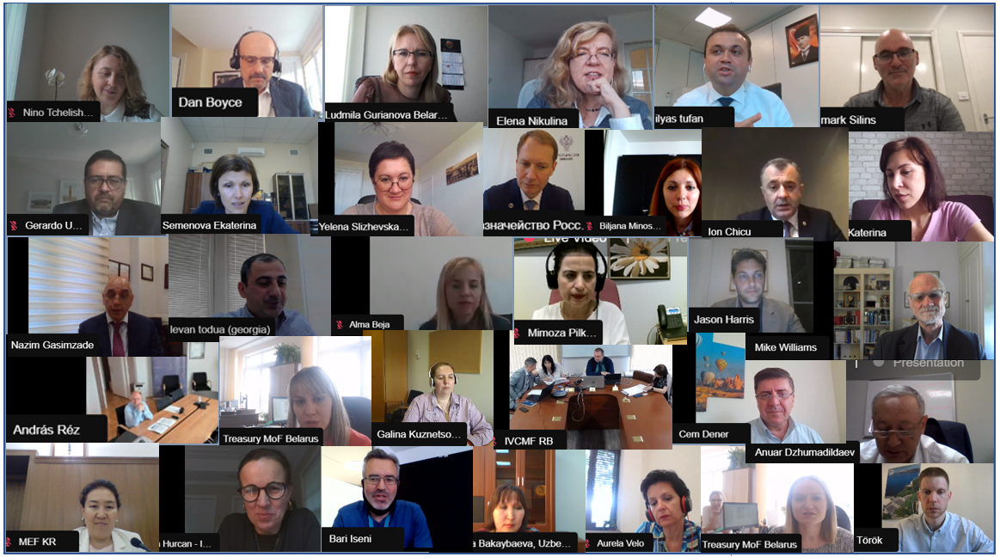 Nino Tchelish...
Dan Boyce
Ludmila Gurianova Belar...
Elena Nikulina
ilyas tufan
mark Silins
Gerardo U...
Semenova Ekaterina
Yelena Slizhevska...
значейство Росс.
Biljana Minos...
Ion Chicu
Katerina
Nazim Gasimzade
levan todua (georgia)
Alma Beja
Live Video
Mimoza Pilk...
Jason Harris
Mike Williams
András Réz
Treasury MoF Belarus
Galina Kuznetso...
IVCMF RB
Cem Dener
Presentation
Anuar Dzhumadildaev
MEF KR
Hurcan - I...
Bari Iseni
a Bakaybaeva, Uzbe...
Aurela Velo
Treasury MoF Belarus
Török